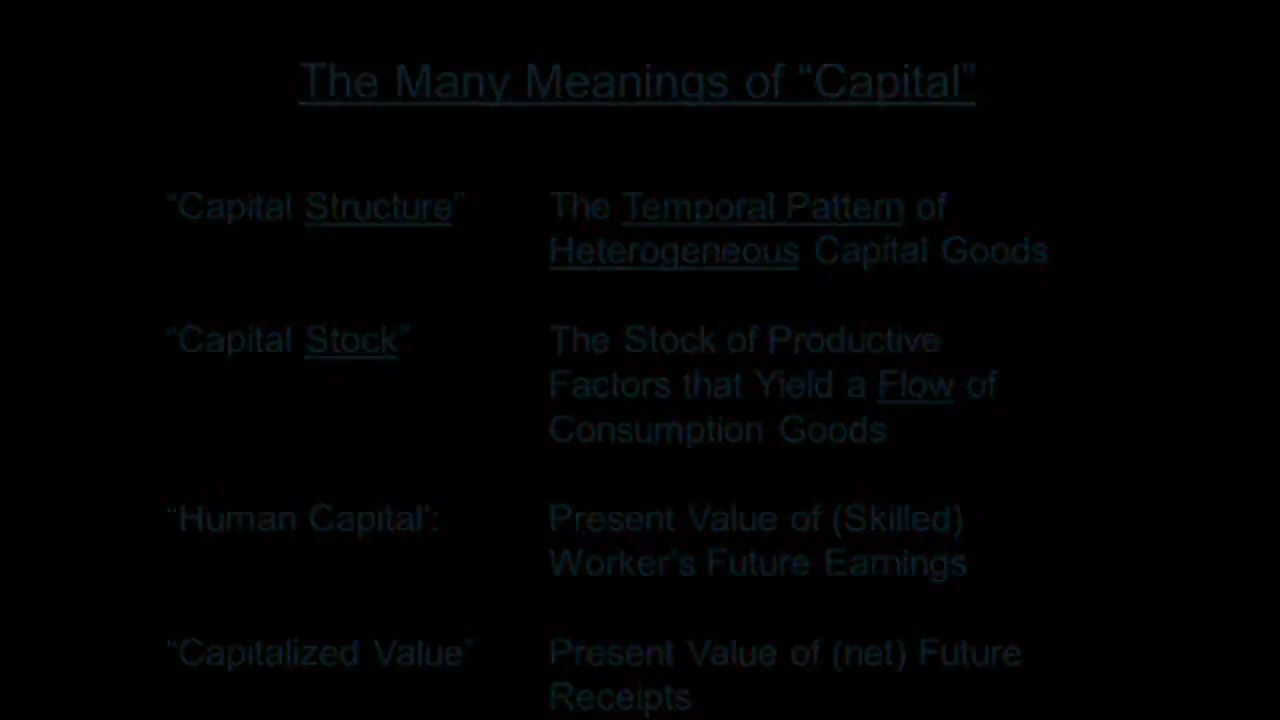 The Many Meanings of “Capital”
“Capital Structure” The Temporal Pattern of
Heterogeneous Capital Goods
“Capital Stock” The Stock of Productive
Factors that Yield a Flow of
Consumption Goods
“Human Capital’: Present Value of (Skilled)
Worker’s Future Earnings
“Capitalized Value” Present Value of (net) Future
Receipts